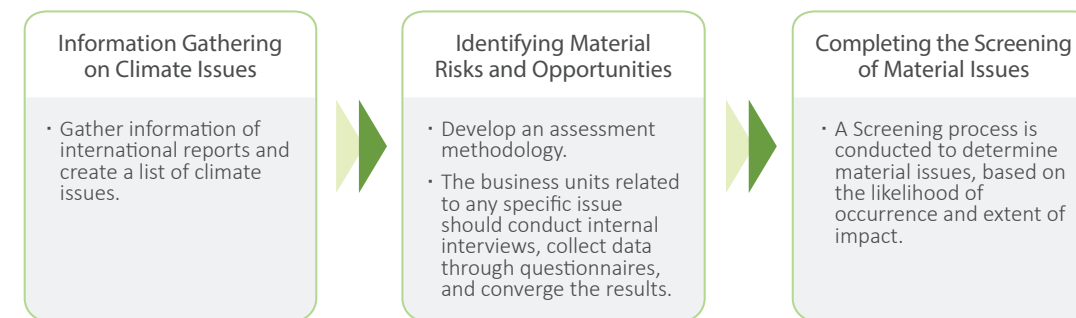 Information Gathering
on Climate Issues
· Gather information of
international reports and
create a list of climate
issues.
Identifying Material
Risks and Opportunities
· Develop an assessment
methodology.
· The business units related
to any specific issue
should conduct internal
interviews, collect data
through questionnaires,
and converge the results.
Completing the Screening
of Material Issues
· A Screening process is
conducted to determine
material issues, based on
the likelihood of
occurrence and extent of
impact.